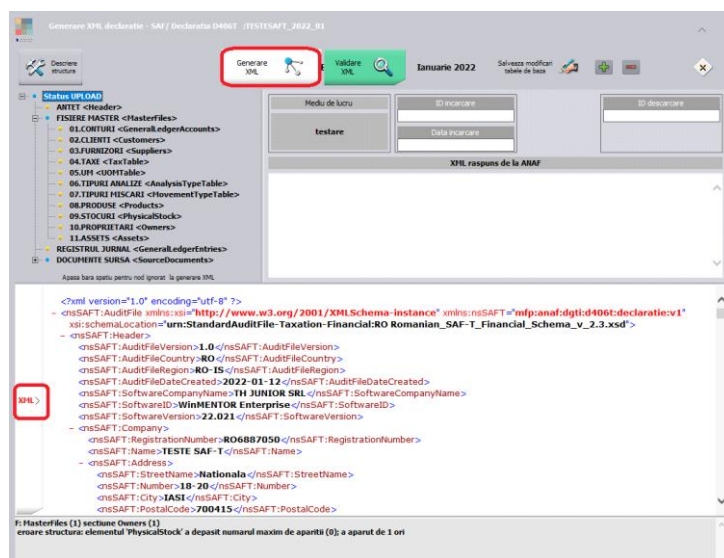 Generare XML declaratie - SAF/ Declaratia D406T :TESTESAFT_2022_01
Descriere structura
Generare XML
Validare XML
Ianuarie 2022
Salveaza modificari tabele de baza
Status UPLOAD
ANTET <Header>
FISIERE MASTER <MasterFiles>
01.CONTURI <GeneralLedgerAccounts>
02.CLIENTI <Customers>
03.FURNIZORI <Suppliers>
04.TAXE <TaxTable>
05.UM <UOMTable>
06.TIPURI ANALIZE <AnalysisTypeTable>
07.TIPURI MISCARI <MovementTypeTable>
08.PRODUSE <Products>
09.STOCURI <PhysicalStock>
10.PROPRIETARI <Owners>
11.ASSETS <Assets>
REGISTRUL JURNAL <GeneralLedgerEntries>
DOCUMENTE SURSA <SourceDocuments>
Apasa bara spatiu pentru nod ignorat la generare XML
Mediu de lucru
testare
ID incarcare
Data incarcare
ID descarcare
XML raspuns de la ANAF
XML>
<?xml version="1.0" encoding="utf-8" ?>
- <nsSAFT:AuditFile xmlns:xsi="http://www.w3.org/2001/XMLSchema-instance" xmlns:nsSAFT="mfp:anaf:dgti:d406t:declaratie:v1"
xsi:schemaLocation="urn:StandardAuditFile-Taxation-Financial:RO Romanian_SAF-T_Financial_Schema_v_2.3.xsd">
- <nsSAFT:Header>
<nsSAFT:AuditFileVersion>1.0</nsSAFT:AuditFileVersion>
<nsSAFT:AuditFileCountry>RO</nsSAFT:AuditFileCountry>
<nsSAFT:AuditFileRegion>RO-IS</nsSAFT:AuditFileRegion>
<nsSAFT:AuditFileDateCreated>2022-01-12</nsSAFT:AuditFileDateCreated>
<nsSAFT:SoftwareCompanyName>TH JUNIOR SRL</nsSAFT:SoftwareCompanyName>
<nsSAFT:SoftwareID>WinMENTOR Enterprise</nsSAFT:SoftwareID>
<nsSAFT:SoftwareVersion>22.021</nsSAFT:SoftwareVersion>
- <nsSAFT:Company>
<nsSAFT:RegistrationNumber>RO6887050</nsSAFT:RegistrationNumber>
<nsSAFT:Name>TESTE SAF-T</nsSAFT:Name>
- <nsSAFT:Address>
<nsSAFT:StreetName>Nationala</nsSAFT:StreetName>
<nsSAFT:Number>18-20</nsSAFT:Number>
<nsSAFT:City>IASI</nsSAFT:City>
<nsSAFT:PostalCode>700415</nsSAFT:PostalCode>
F: MasterFiles (1) sectiune Owners (1)
eroare structura: elementul 'PhysicalStock' a depasit numarul maxim de aparitii (0); a aparut de 1 ori